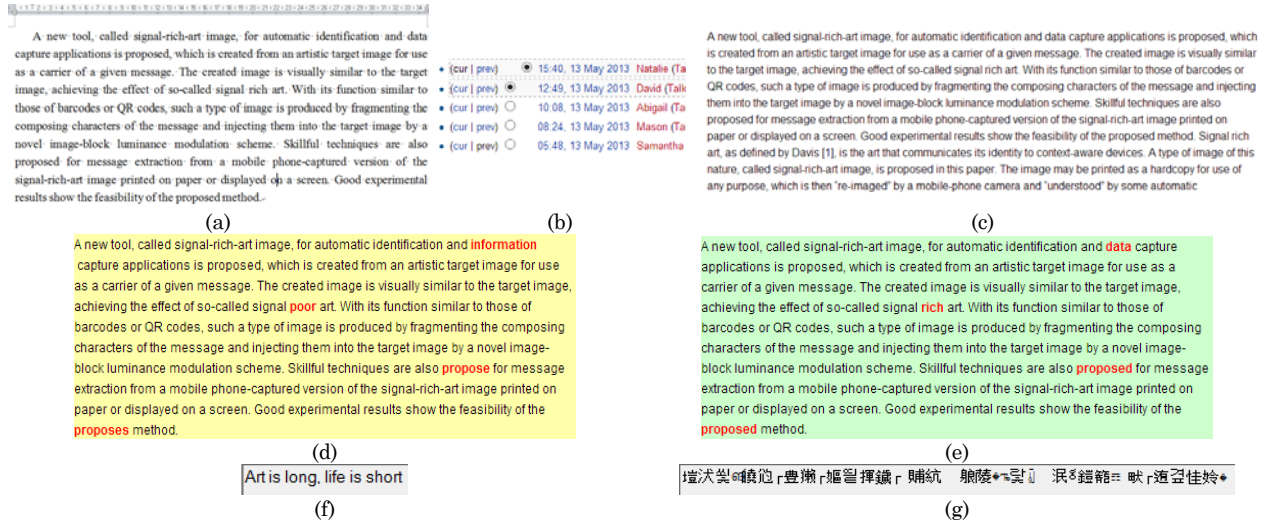 A new tool, called signal-rich-art image, for automatic identification and data
capture applications is proposed, which is created from an artistic target image for use
as a carrier of a given message. The created image is visually similar to the target
image, achieving the effect of so-called signal rich art. With its function similar to
those of barcodes or QR codes, such a type of image is produced by fragmenting the
composing characters of the message and injecting them into the target image by a
novel image-block luminance modulation scheme. Skillful techniques are also
proposed for message extraction from a mobile phone-captured version of the
signal-rich-art image printed on paper or displayed on a screen. Good experimental
results show the feasibility of the proposed method.
(a)
(cur | prev) 15:40, 13 May 2013 Natalie (Ta
(cur | prev) 12:49, 13 May 2013 David (Talk
(cur | prev) 10:08, 13 May 2013 Abigail (Ta
(cur | prev) 08:24, 13 May 2013 Mason (Ta
(cur | prev) 05:48, 13 May 2013 Samantha
(b)
A new tool, called signal-rich-art image, for automatic identification and data capture applications is proposed, which
is created from an artistic target image for use as a carrier of a given message. The created image is visually similar
to the target image, achieving the effect of so-called signal rich art. With its function similar to those of barcodes or
QR codes, such a type of image is produced by fragmenting the composing characters of the message and injecting
them into the target image by a novel image-block luminance modulation scheme. Skillful techniques are also
proposed for message extraction from a mobile phone-captured version of the signal-rich-art image printed on
paper or displayed on a screen. Good experimental results show the feasibility of the proposed method. Signal rich
art, as defined by Davis [1], is the art that communicates its identity to context-aware devices. A type of image of this
nature, called signal-rich-art image, is proposed in this paper. The image may be printed as a hardcopy for use of
any purpose, which is then "re-imaged" by a mobile-phone camera and "understood" by some automatic
(c)
A new tool, called signal-rich-art image, for automatic identification and information
capture applications is proposed, which is created from an artistic target image for use
as a carrier of a given message. The created image is visually similar to the target image,
achieving the effect of so-called signal poor art. With its function similar to those of
barcodes or QR codes, such a type of image is produced by fragmenting the composing
characters of the message and injecting them into the target image by a novel image-
block luminance modulation scheme. Skillful techniques are also propose for message
extraction from a mobile phone-captured version of the signal-rich-art image printed on
paper or displayed on a screen. Good experimental results show the feasibility of the
proposes method.
(d)
A new tool, called signal-rich-art image, for automatic identification and data capture
applications is proposed, which is created from an artistic target image for use as a
carrier of a given message. The created image is visually similar to the target image,
achieving the effect of so-called signal rich art. With its function similar to those of
barcodes or QR codes, such a type of image is produced by fragmenting the composing
characters of the message and injecting them into the target image by a novel image-
block luminance modulation scheme. Skillful techniques are also proposed for message
extraction from a mobile phone-captured version of the signal-rich-art image printed on
paper or displayed on a screen. Good experimental results show the feasibility of the
proposed method.
(e)
Art is long, life is short
(f)
(g)